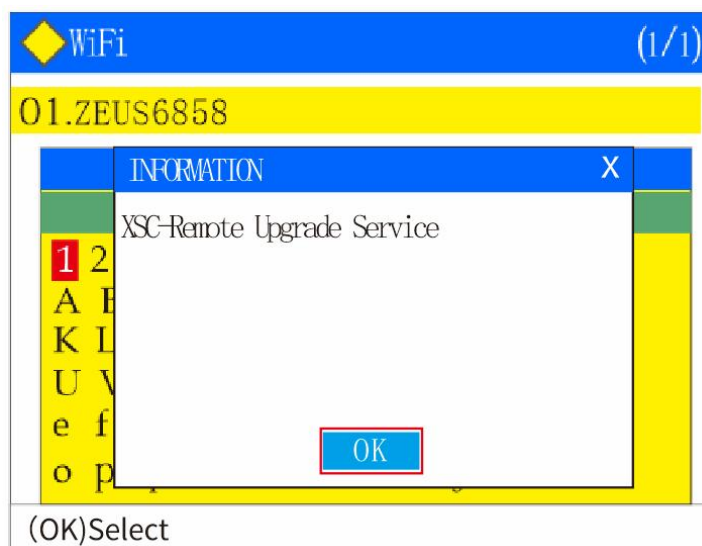 WiFi (1/1)
01.ZEUS6858
INFORMATION X
XSC-Remote Upgrade Service
1 2
A
K L
U V
e f
o p
OK
(OK)Select